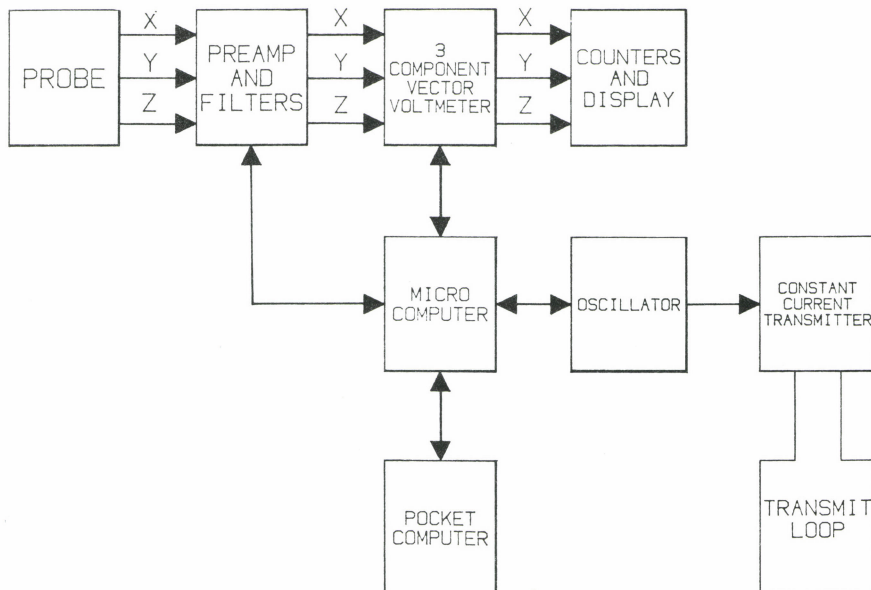 PROBE
X
Y
Z
PREAMP
AND
FILTERS
X
Y
Z
3
COMPONENT
VECTOR
VOLTMETER
X
Y
Z
COUNTERS
AND
DISPLAY
MICRO
COMPUTER
OSCILLATOR
CONSTANT
CURRENT
TRANSMITTER
POCKET
COMPUTER
TRANSMIT
LOOP